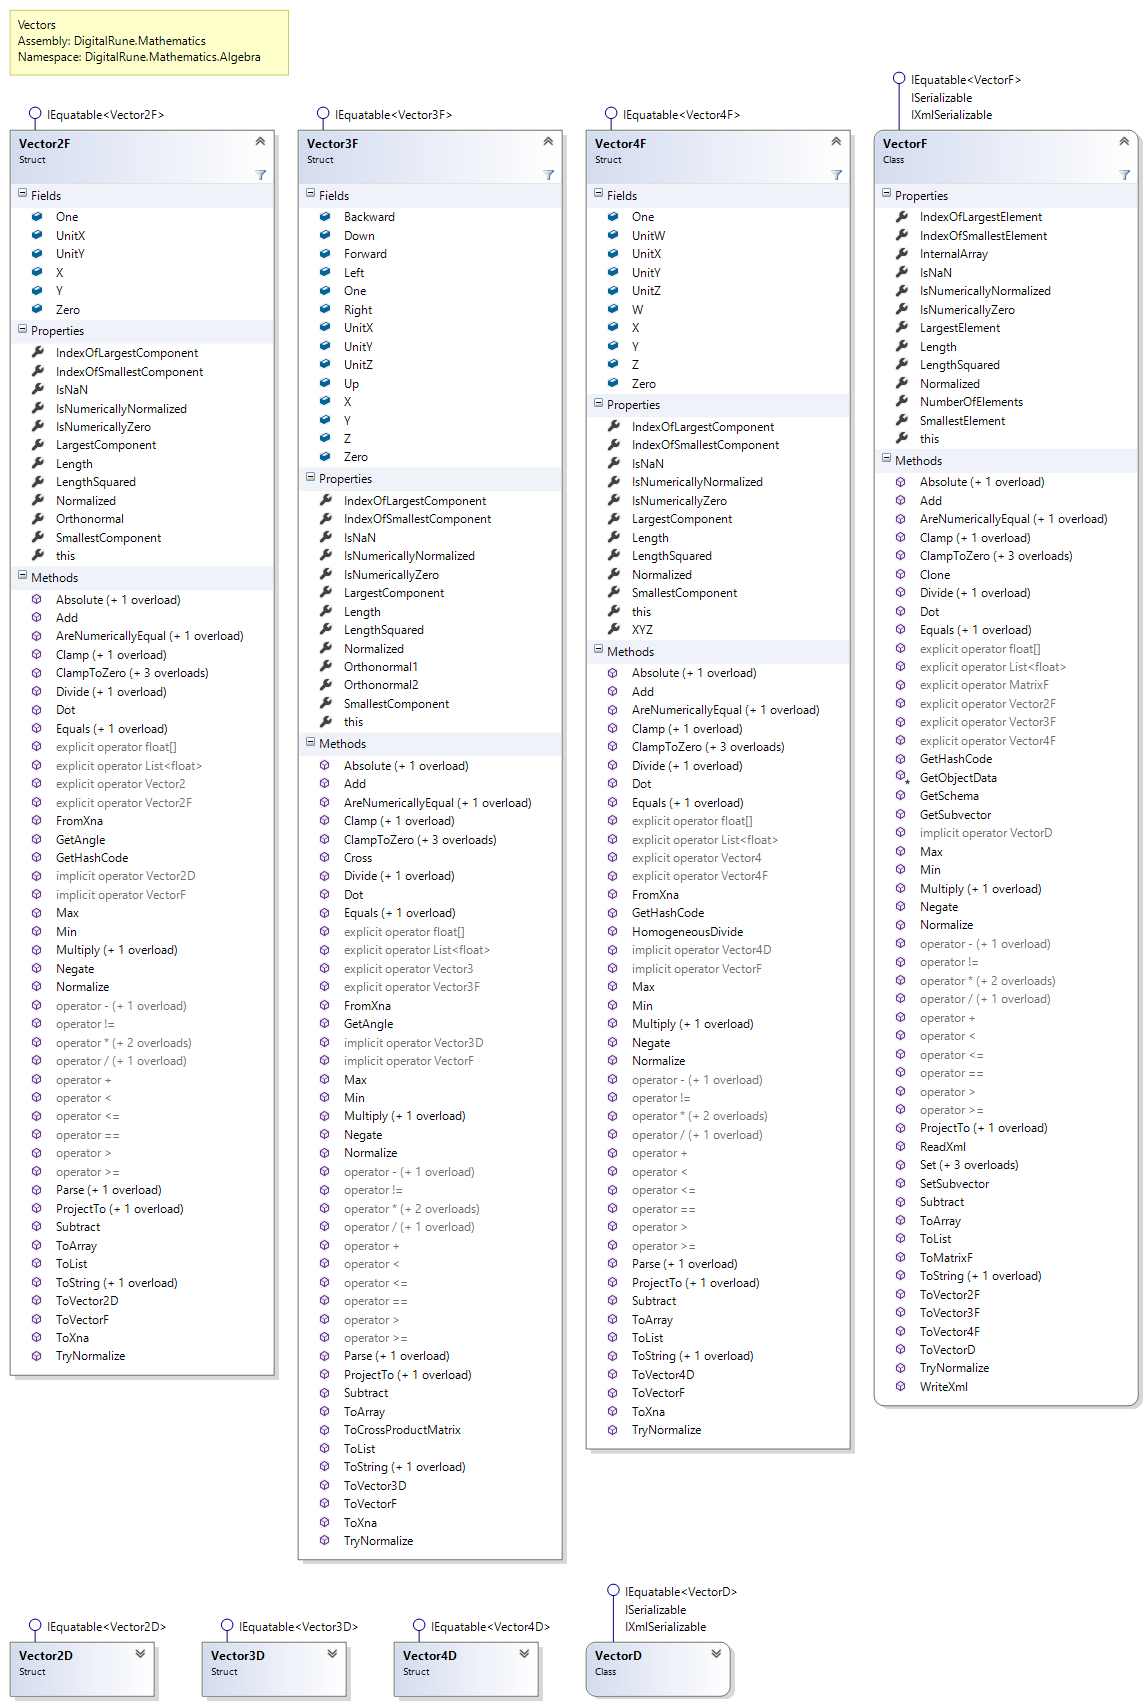 Vectors
Assembly: DigitalRune.Mathematics
Namespace: DigitalRune.Mathematics.Algebra
IEquatable<Vector2F>
Vector2F
Struct
Fields
One
UnitX
UnitY
X
Y
Zero
Properties
IndexOfLargestComponent
IndexOfSmallestComponent
IsNaN
IsNumericallyNormalized
IsNumericallyZero
LargestComponent
Length
LengthSquared
Normalized
Orthonormal
SmallestComponent
this
Methods
Absolute (+ 1 overload)
Add
AreNumericallyEqual (+ 1 overload)
Clamp (+ 1 overload)
ClampToZero (+ 3 overloads)
Divide (+ 1 overload)
Dot
Equals (+ 1 overload)
explicit operator float[]
explicit operator List<float>
explicit operator Vector2
explicit operator Vector2F
FromXna
GetAngle
GetHashCode
implicit operator Vector2D
implicit operator VectorF
Max
Min
Multiply (+ 1 overload)
Negate
Normalize
operator - (+ 1 overload)
operator !=
operator * (+ 2 overloads)
operator / (+ 1 overload)
operator +
operator <
operator <=
operator ==
operator >
operator >=
Parse (+ 1 overload)
ProjectTo (+ 1 overload)
Subtract
ToArray
ToList
ToString (+ 1 overload)
ToVector2D
ToVectorF
ToXna
TryNormalize
IEquatable<Vector3F>
Vector3F
Struct
Fields
Backward
Down
Forward
Left
One
Right
UnitX
UnitY
UnitZ
Up
X
Y
Z
Zero
Properties
IndexOfLargestComponent
IndexOfSmallestComponent
IsNaN
IsNumericallyNormalized
IsNumericallyZero
LargestComponent
Length
LengthSquared
Normalized
Orthonormal1
Orthonormal2
SmallestComponent
this
Methods
Absolute (+ 1 overload)
Add
AreNumericallyEqual (+ 1 overload)
Clamp (+ 1 overload)
ClampToZero (+ 3 overloads)
Cross
Divide (+ 1 overload)
Dot
Equals (+ 1 overload)
explicit operator float[]
explicit operator List<float>
explicit operator Vector3
explicit operator Vector3F
FromXna
GetAngle
implicit operator Vector3D
implicit operator VectorF
Max
Min
Multiply (+ 1 overload)
Negate
Normalize
operator - (+ 1 overload)
operator !=
operator * (+ 2 overloads)
operator / (+ 1 overload)
operator +
operator <
operator <=
operator ==
operator >
operator >=
Parse (+ 1 overload)
ProjectTo (+ 1 overload)
Subtract
ToArray
ToCrossProductMatrix
ToList
ToString (+ 1 overload)
ToVector3D
ToVectorF
ToXna
TryNormalize
IEquatable<Vector4F>
Vector4F
Struct
Fields
One
UnitW
UnitX
UnitY
UnitZ
W
X
Y
Z
Zero
Properties
IndexOfLargestComponent
IndexOfSmallestComponent
IsNaN
IsNumericallyNormalized
IsNumericallyZero
LargestComponent
Length
LengthSquared
Normalized
SmallestComponent
this
XYZ
Methods
Absolute (+ 1 overload)
Add
AreNumericallyEqual (+ 1 overload)
Clamp (+ 1 overload)
ClampToZero (+ 3 overloads)
Divide (+ 1 overload)
Dot
Equals (+ 1 overload)
explicit operator float[]
explicit operator List<float>
explicit operator Vector4
explicit operator Vector4F
FromXna
GetHashCode
HomogeneousDivide
implicit operator Vector4D
implicit operator VectorF
Max
Min
Multiply (+ 1 overload)
Negate
Normalize
operator - (+ 1 overload)
operator !=
operator * (+ 2 overloads)
operator / (+ 1 overload)
operator +
operator <
operator <=
operator ==
operator >
operator >=
Parse (+ 1 overload)
ProjectTo (+ 1 overload)
Subtract
ToArray
ToList
ToString (+ 1 overload)
ToVector4D
ToVectorF
ToXna
TryNormalize
IEquatable<VectorF>
ISerializable
IXmlSerializable
VectorF
Class
Properties
IndexOfLargestElement
IndexOfSmallestElement
InternalArray
IsNaN
IsNumericallyNormalized
IsNumericallyZero
LargestElement
Length
LengthSquared
Normalized
NumberOfElements
SmallestElement
this
Methods
Absolute (+ 1 overload)
Add
AreNumericallyEqual (+ 1 overload)
Clamp (+ 1 overload)
ClampToZero (+ 3 overloads)
Clone
Divide (+ 1 overload)
Dot
Equals (+ 1 overload)
explicit operator float[]
explicit operator List<float>
explicit operator MatrixF
explicit operator Vector2F
explicit operator Vector3F
explicit operator Vector4F
GetHashCode
GetObjectData
GetSchema
GetSubvector
implicit operator VectorD
Max
Min
Multiply (+ 1 overload)
Negate
Normalize
operator - (+ 1 overload)
operator !=
operator * (+ 2 overloads)
operator / (+ 1 overload)
operator +
operator <
operator <=
operator ==
operator >
operator >=
ProjectTo (+ 1 overload)
ReadXml
Set (+ 3 overloads)
SetSubvector
Subtract
ToArray
ToList
ToMatrixF
ToString (+ 1 overload)
ToVector2F
ToVector3F
ToVector4F
ToVectorD
TryNormalize
WriteXml
IEquatable<Vector2D>
Vector2D
Struct
IEquatable<Vector3D>
Vector3D
Struct
IEquatable<Vector4D>
Vector4D
Struct
IEquatable<VectorD>
ISerializable
IXmlSerializable
VectorD
Class